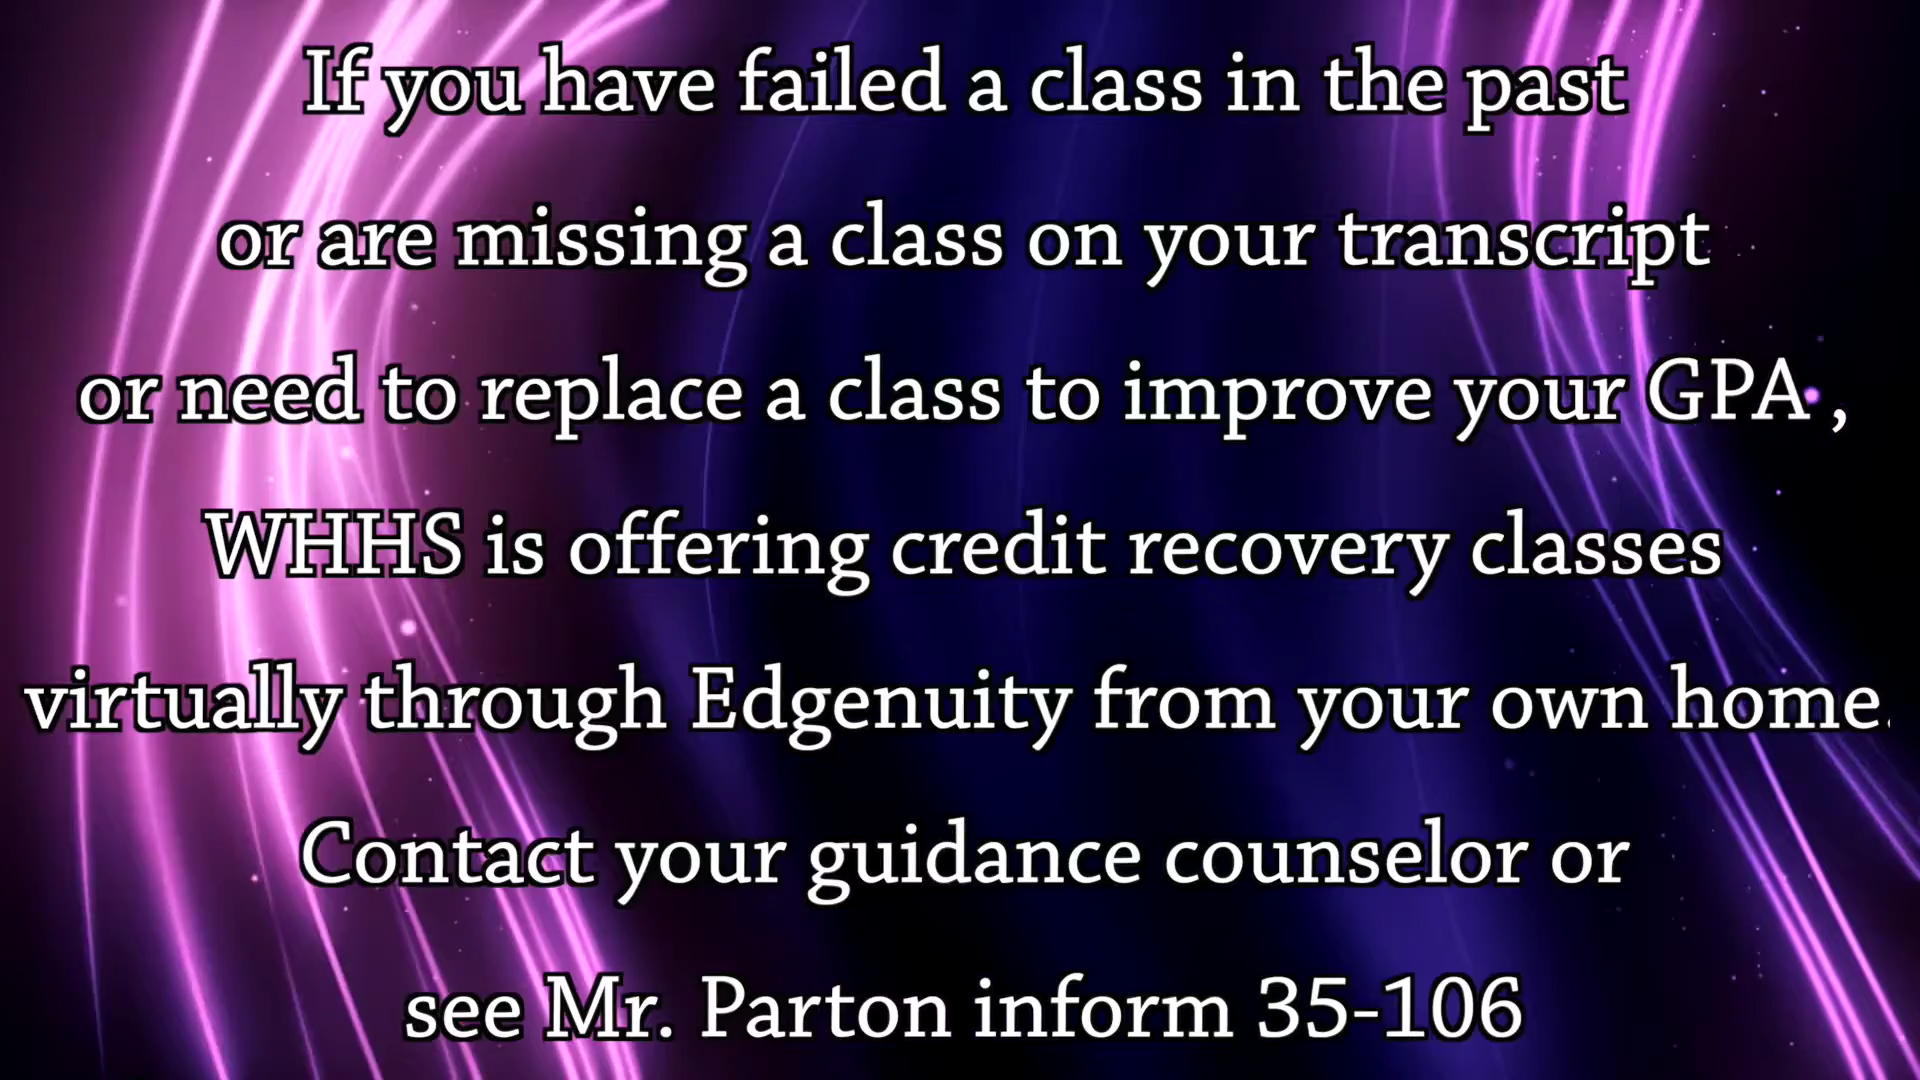 If you have failed a class in the past
or are missing a class on your transcript
or need to replace a class to improve your GPA ,
WHHS is offering credit recovery classes
virtually through Edgenuity from your own home.
Contact your guidance counselor or
see Mr. Parton inform 35-106